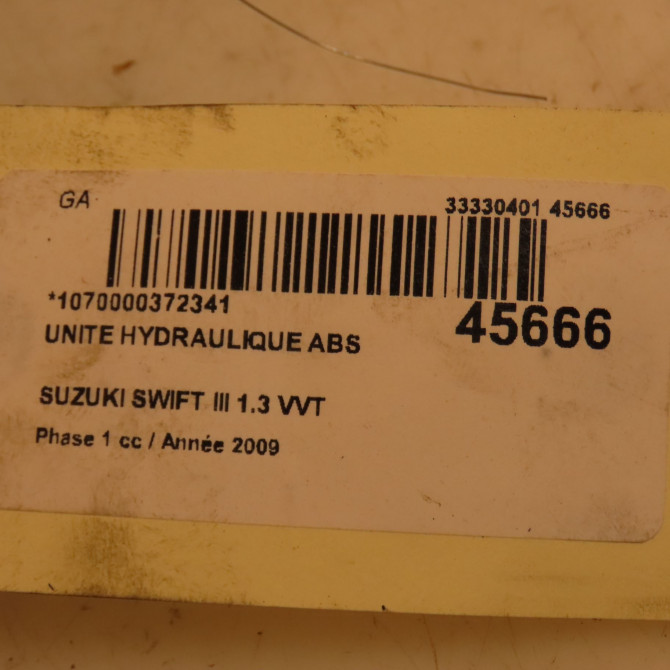 GA
33330401 45666
*1070000372341
45666
UNITE HYDRAULIQUE ABS
SUZUKI SWIFT III 1.3 VVT
Phase 1 cc / Année 2009